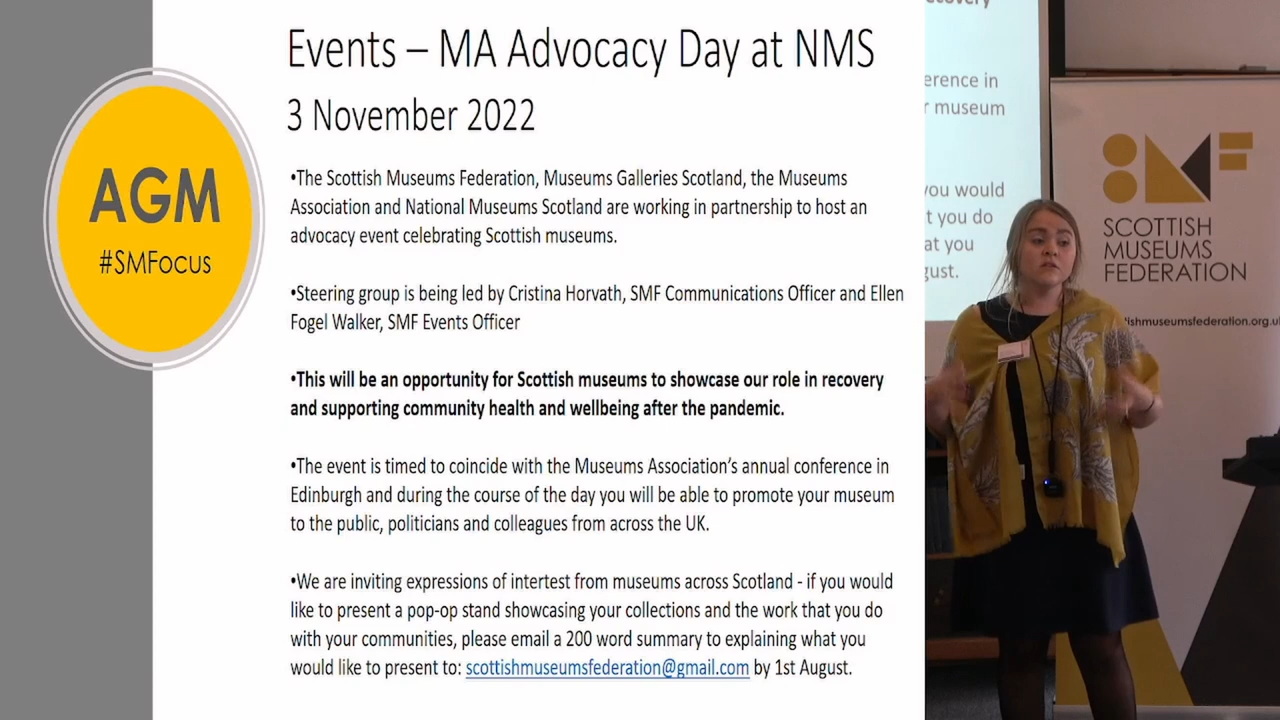 Events – MA Advocacy Day at NMS
3 November 2022
AGM
#SMFocus
•The Scottish Museums Federation, Museums Galleries Scotland, the Museums
Association and National Museums Scotland are working in partnership to host an
advocacy event celebrating Scottish museums.
•Steering group is being led by Cristina Horvath, SMF Communications Officer and Ellen
Fogel Walker, SMF Events Officer
•This will be an opportunity for Scottish museums to showcase our role in recovery
and supporting community health and wellbeing after the pandemic.
•The event is timed to coincide with the Museums Association's annual conference in
Edinburgh and during the course of the day you will be able to promote your museum
to the public, politicians and colleagues from across the UK.
•We are inviting expressions of intertest from museums across Scotland - if you would
like to present a pop-op stand showcasing your collections and the work that you do
with your communities, please email a 200 word summary to explaining what you
would like to present to: scottishmuseumsfederation@gmail.com by 1st August.
erence in
museum
you would
t you do
at you
gust.
SMF
SCOTTISH
MUSEUMS
FEDERATION
tishmuseumsfederation.org.u